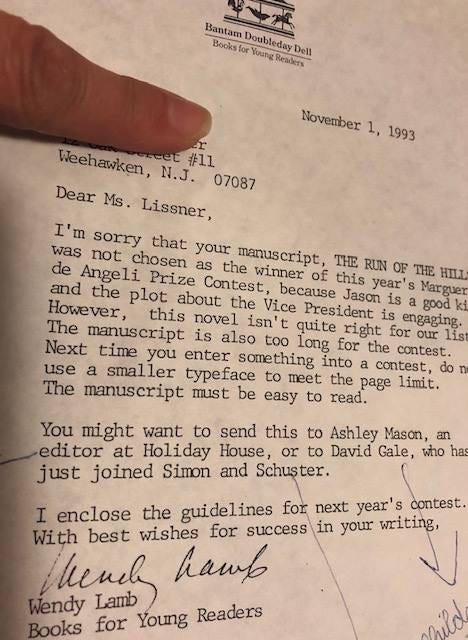 Bantam Doubleday Dell
Books for Young Readers
November 1, 1993
#11
Weehawken, N.J. 07087
Dear Ms. Lissner,
I'm sorry that your manuscript, THE RUN OF THE HILLS
was not chosen as the winner of this year's Marguer
de Angeli Prize Contest, because Jason is a good ki
and the plot about the Vice President is engaging.
However, this novel isn't quite right for our list
The manuscript is also too long for the contest.
Next time you enter something into a contest, do no
use a smaller typeface to meet the page limit.
The manuscript must be easy to read.
You might want to send this to Ashley Mason, an
editor at Holiday House, or to David Gale, who has
just joined Simon and Schuster.
I enclose the guidelines for next year's contest.
With best wishes for success in your writing,
Wendy Lamb
Wendy Lamb
Books for Young Readers